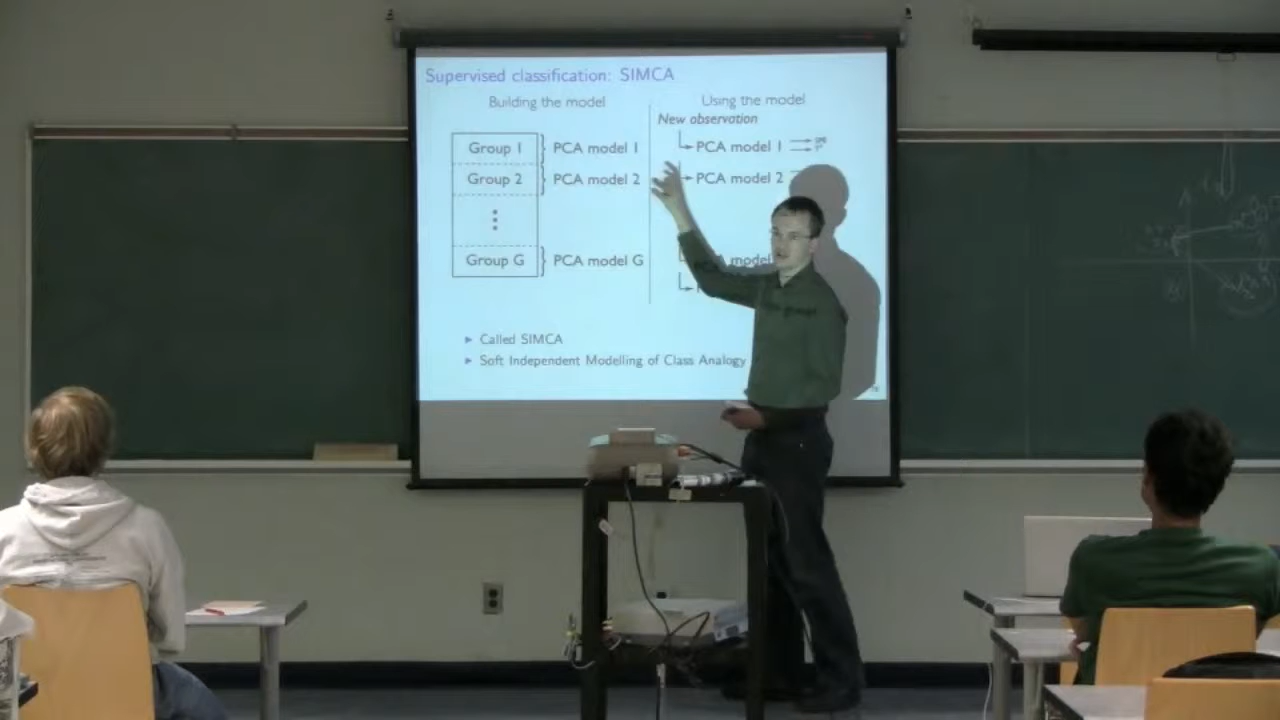 Supervised classification: SIMCA
Building the model
Using the model
New observation
Group 1
PCA model 1
PCA model 1
Group 2
PCA model 2
PCA model 2
Group G
PCA model G
PCA model
▸ Called SIMCA
▸ Soft Independent Modelling of Class Analogy